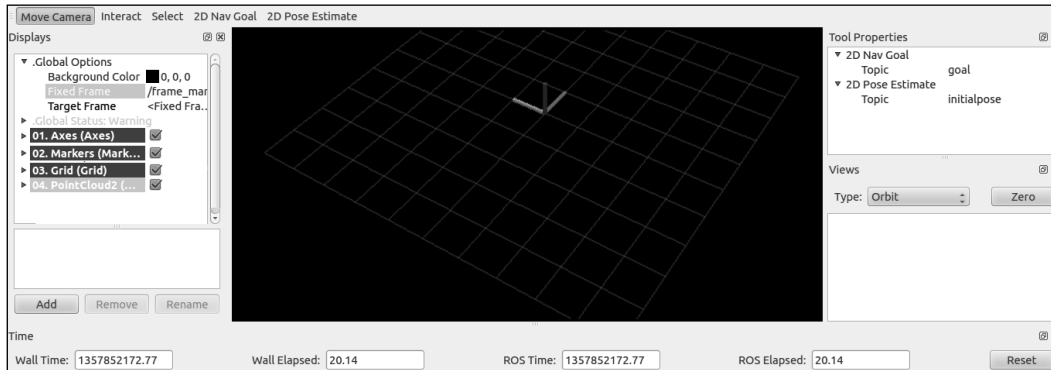 Move Camera Interact Select 2D Nav Goal 2D Pose Estimate
Displays
.Global Options
Background Color 0, 0, 0
Fixed Frame /frame_mar
Target Frame <Fixed Fra..
.Global Status: Warning
01. Axes (Axes)
02. Markers (Mark...
03. Grid (Grid)
04. PointCloud2 (...
Add Remove Rename
Tool Properties
2D Nav Goal
Topic goal
2D Pose Estimate
Topic initialpose
Views
Type: Orbit Zero
Time
Wall Time: 1357852172.77 Wall Elapsed: 20.14 ROS Time: 1357852172.77 ROS Elapsed: 20.14 Reset